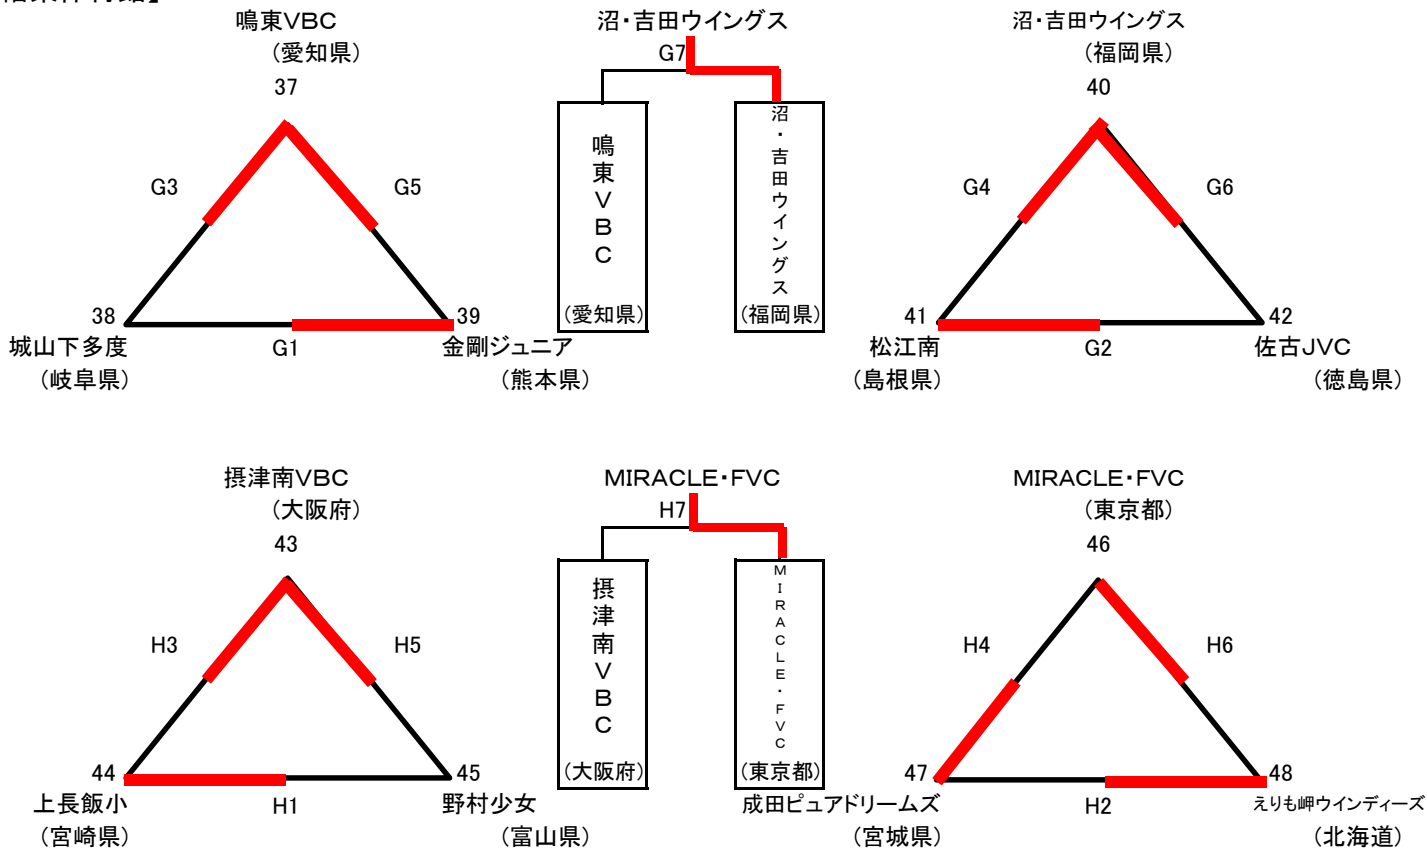 鳴東VBC
(愛知県)
37
G3
G5
38
39
城山下多度
G1
金剛ジュニア
(岐阜県)
(熊本県)
沼・吉田ウイングス
G7
鳴東VBC
(愛知県)
沼・吉田ウイングス
(福岡県)
沼・吉田ウイングス
(福岡県)
40
G4
G6
41
42
松江南
G2
佐古JVC
(島根県)
(徳島県)
摂津南VBC
(大阪府)
43
H3
H5
44
45
上長飯小
H1
野村少女
(宮崎県)
(富山県)
MIRACLE・FVC
H7
摂津南VBC
(大阪府)
MIRACLE・FVC
(東京都)
MIRACLE・FVC
(東京都)
46
H4
H6
47
48
成田ピュアドリームズ
H2
えりも岬ウインディーズ
(宮城県)
(北海道)